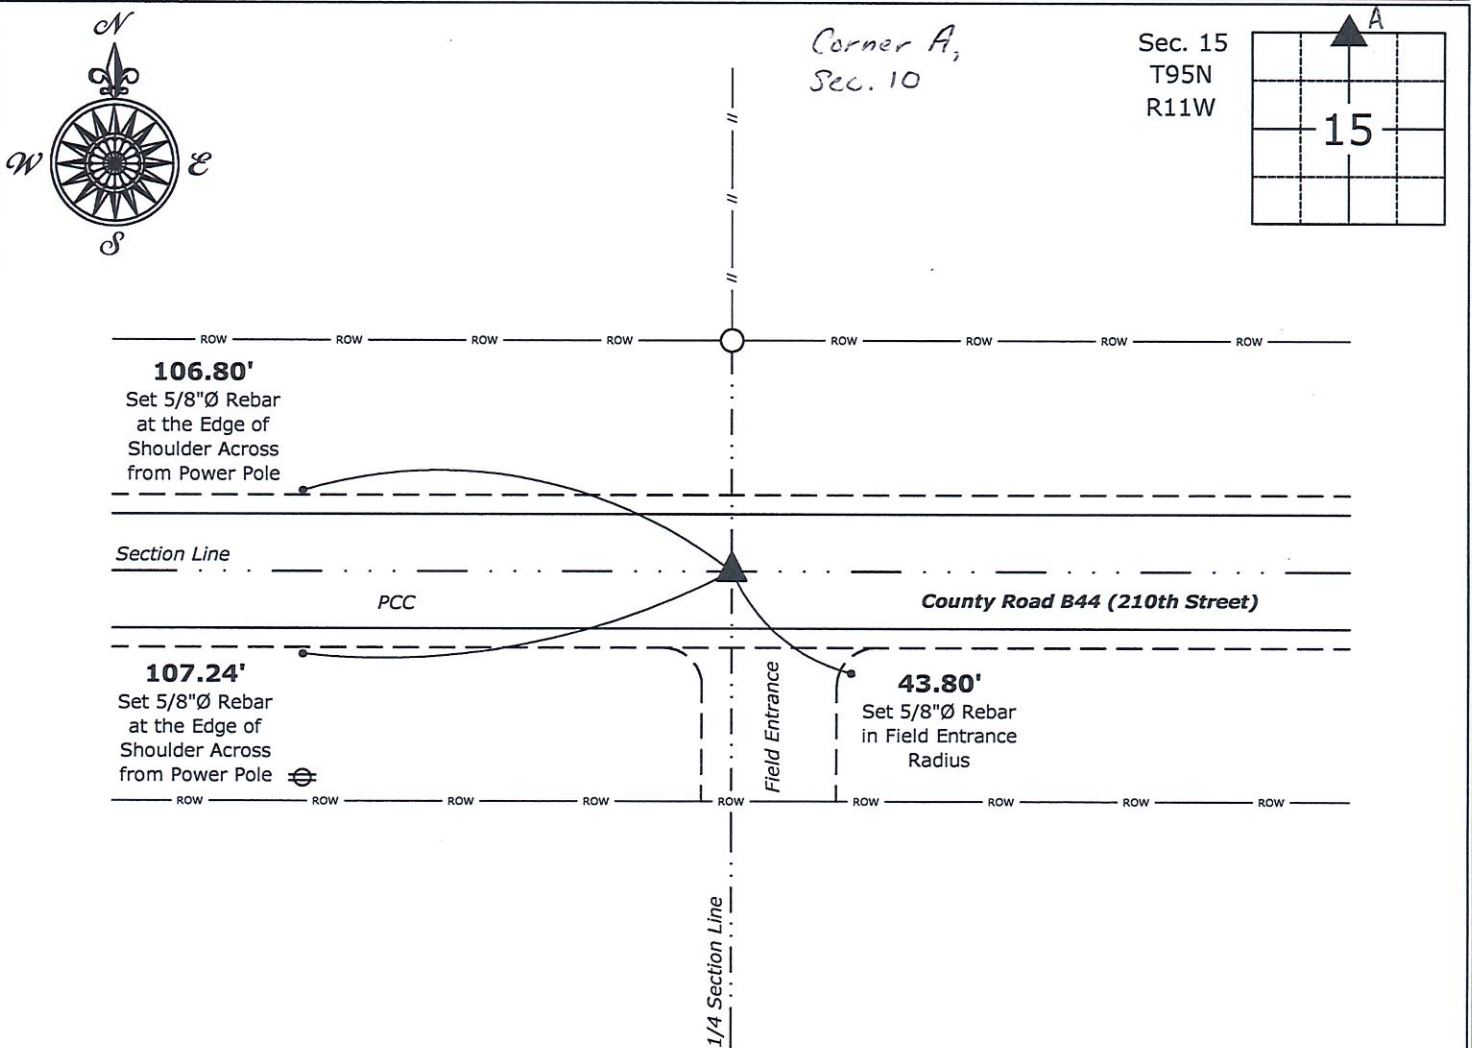 N
W
E
S
Corner A,
Sec. 10
Sec. 15
T95N
R11W
A
15
ROW ROW ROW ROW ROW ROW ROW ROW
106.80'
Set 5/8"Ø Rebar
at the Edge of
Shoulder Across
from Power Pole
Section Line
PCC
County Road B44 (210th Street)
107.24'
Set 5/8"Ø Rebar
at the Edge of
Shoulder Across
from Power Pole
Field Entrance
43.80'
Set 5/8"Ø Rebar
in Field Entrance
Radius
ROW ROW ROW ROW ROW ROW ROW ROW ROW
1/4 Section Line